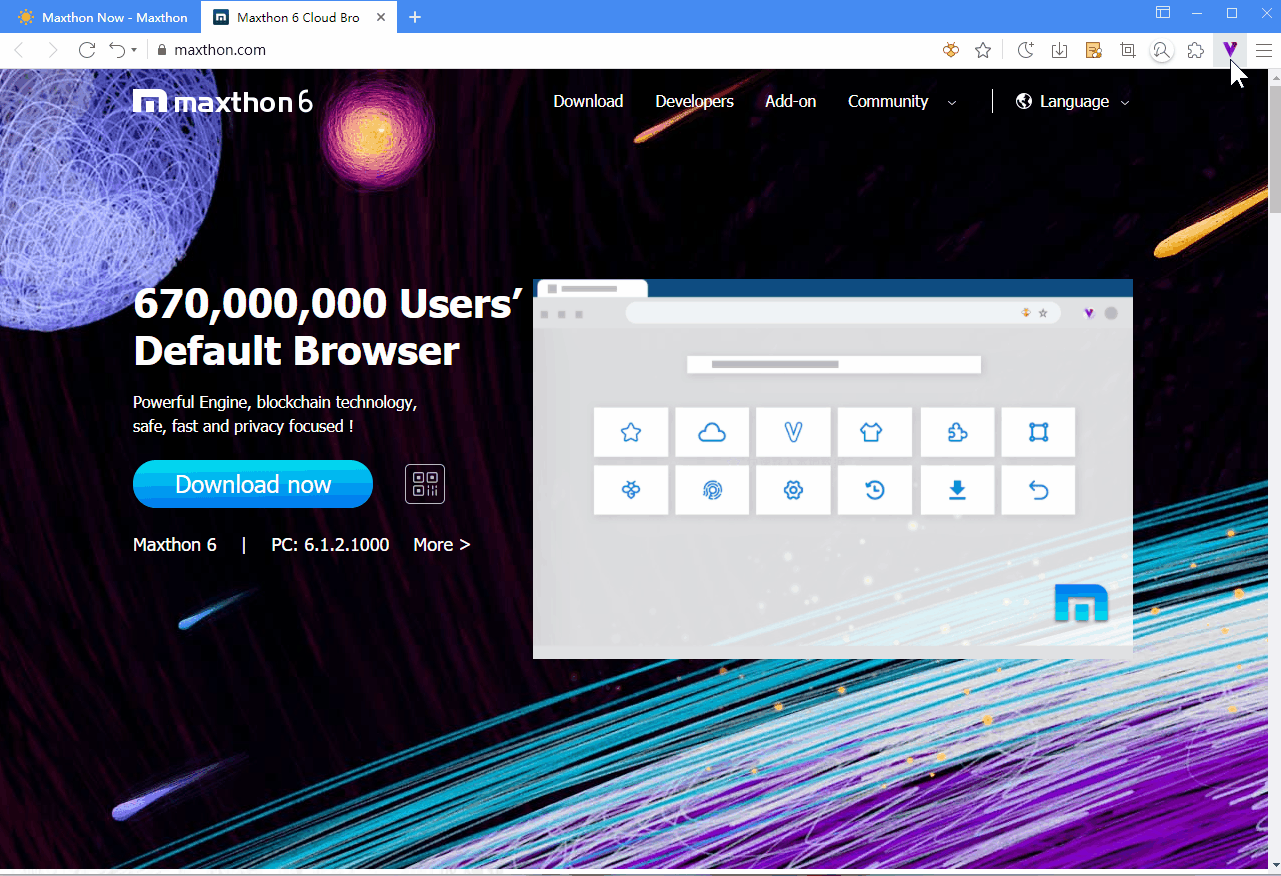 Maxthon Now - Maxthon
Maxthon 6 Cloud Bro
maxthon.com
maxthon 6
Download
Developers
Add-on
Community
Language
670,000,000 Users’
Default Browser
Powerful Engine, blockchain technology,
safe, fast and privacy focused !
Download now
Maxthon 6 | PC: 6.1.2.1000 More >